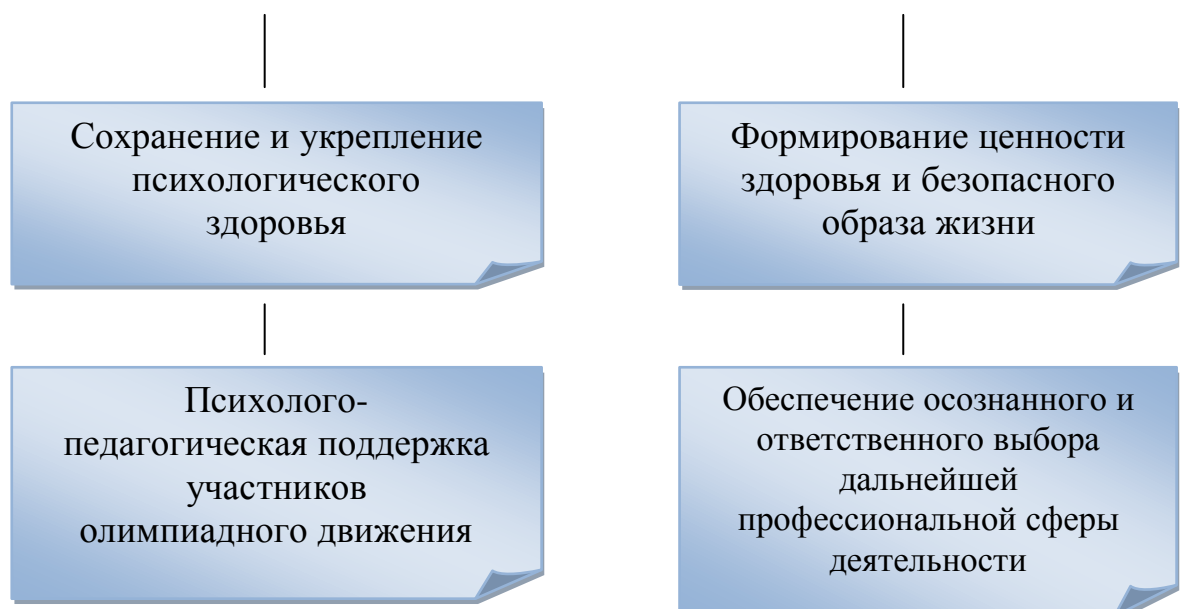 Сохранение и укрепление
психологического
здоровья
Формирование ценности
здоровья и безопасного
образа жизни
Психолого-
педагогическая поддержка
участников
олимпиадного движения
Обеспечение осознанного и
ответственного выбора
дальнейшей
профессиональной сферы
деятельности